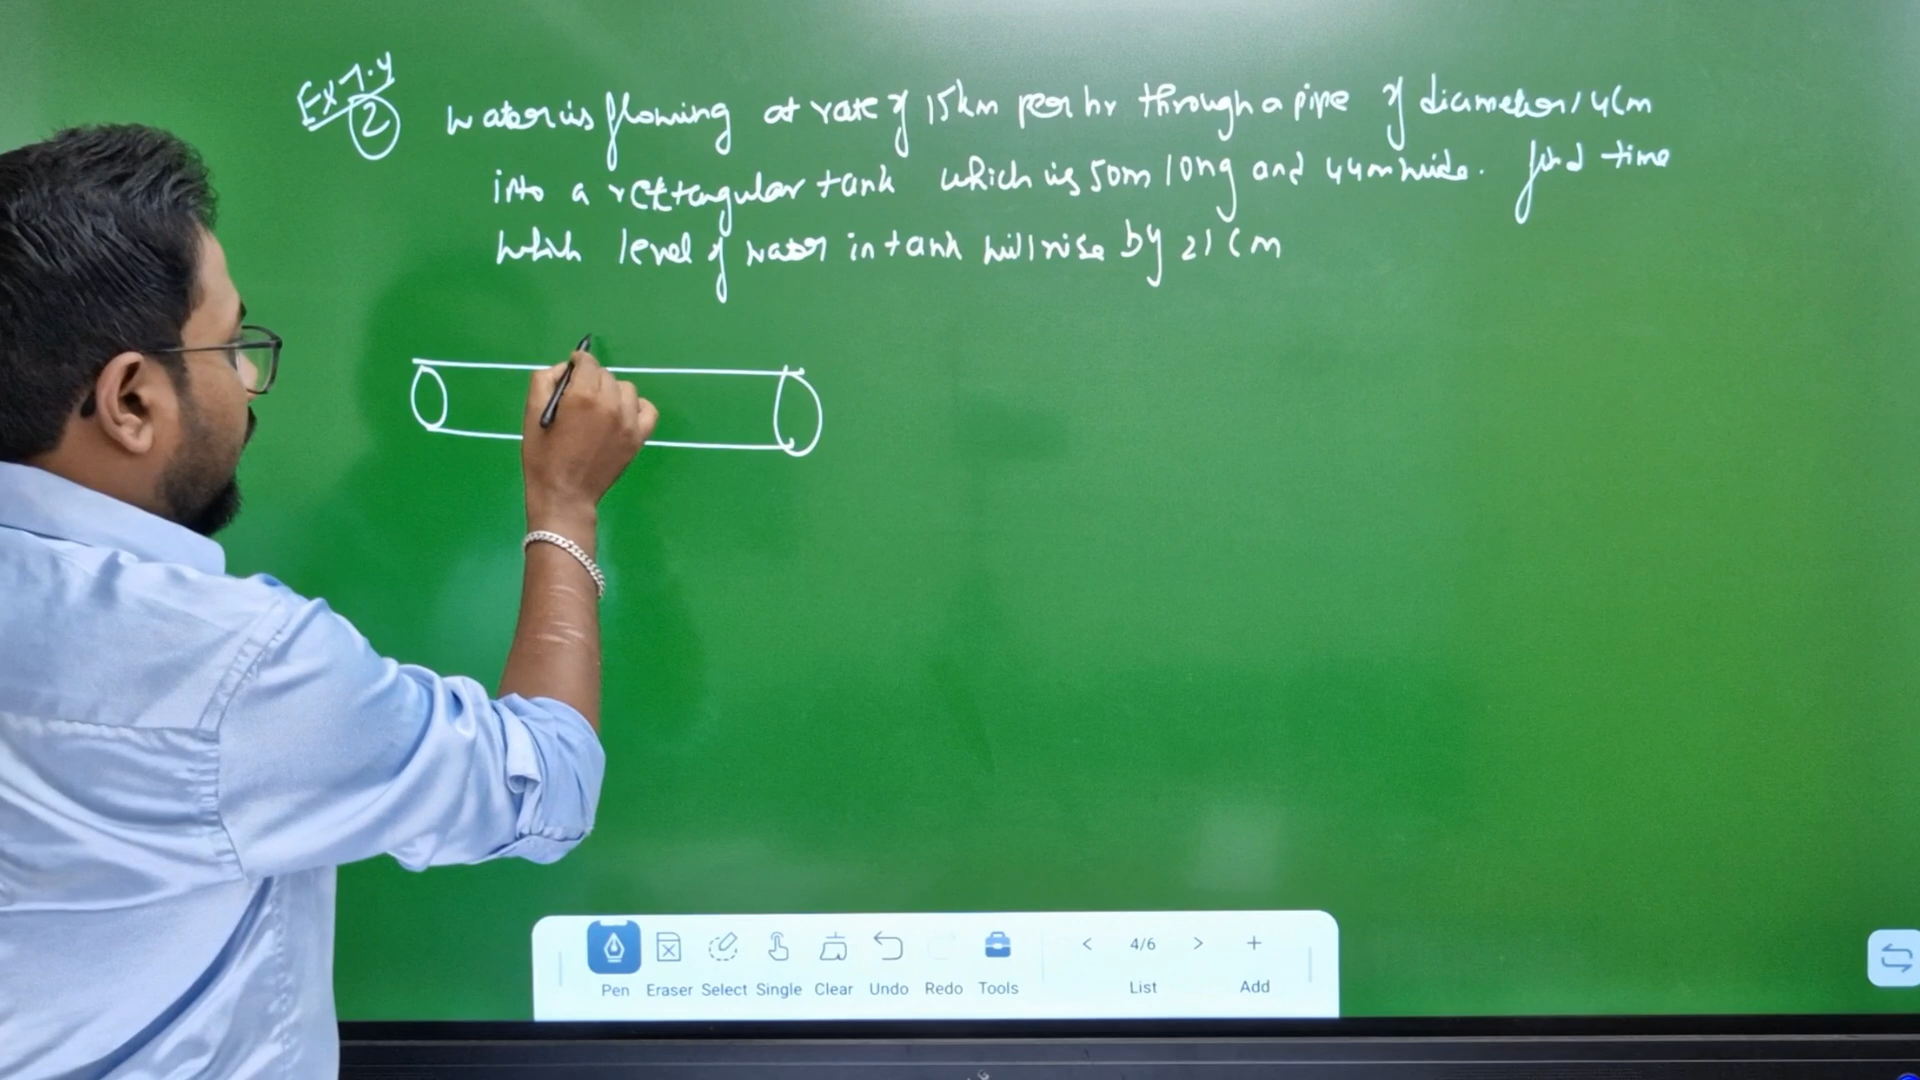 Ex 7.4
2 Water is flowing at rate of 15km per hr through a pipe of diameter 14cm
into a rectangular tank which is 50m long and 44m wide. find time
which level of water in tank will rise by 21cm
Pen Eraser Select Single Clear Undo Redo Tools < 4/6 > List + Add